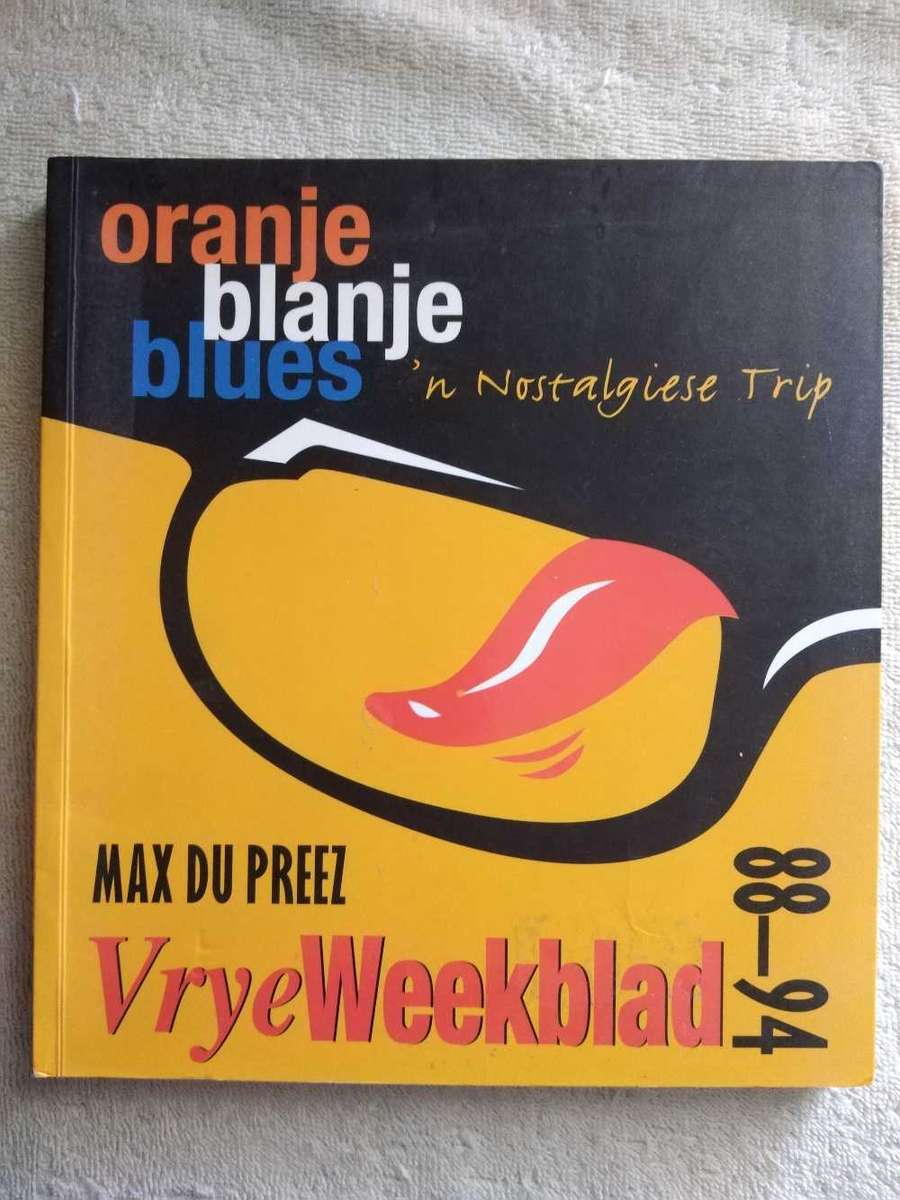 oranje
blanje
blues
'n Nostalgiese Trip
MAX DU PREEZ
VryeWeekblad
88–94